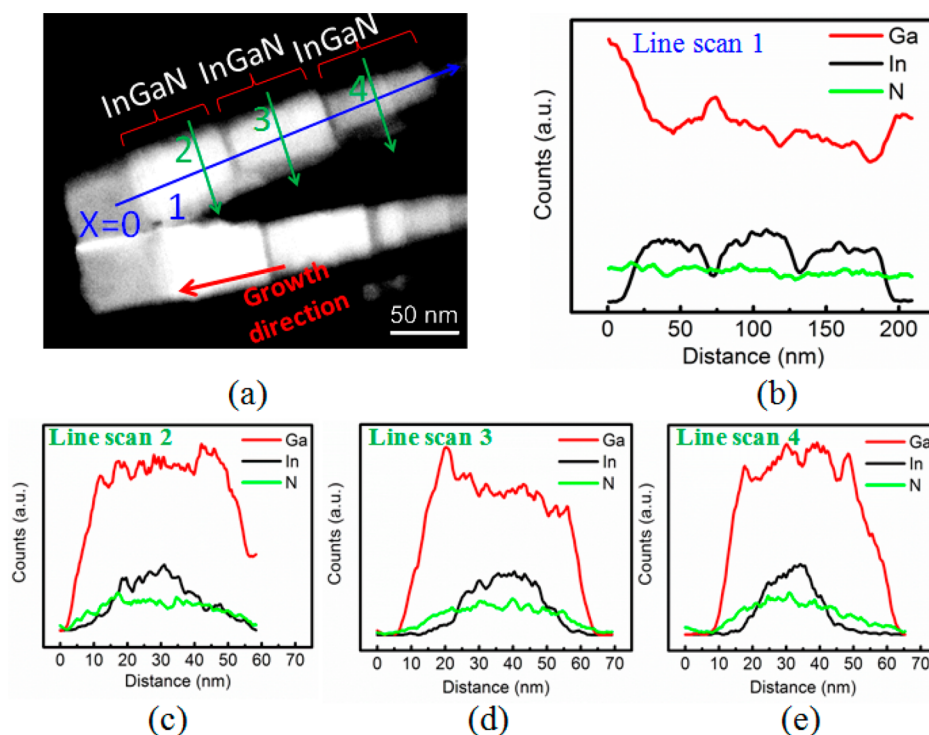 InGaN
InGaN
InGaN
2
3
4
X=0
1
Growth
direction
50 nm
(a)
Line scan 1
Ga
In
N
Counts (a.u.)
0 50 100 150 200
Distance (nm)
(b)
Line scan 2
Ga
In
N
Counts (a.u.)
0 10 20 30 40 50 60 70
Distance (nm)
(c)
Line scan 3
Ga
In
N
Counts (a.u.)
0 10 20 30 40 50 60 70
Distance (nm)
(d)
Line scan 4
Ga
In
N
Counts (a.u.)
0 10 20 30 40 50 60 70
Distance (nm)
(e)